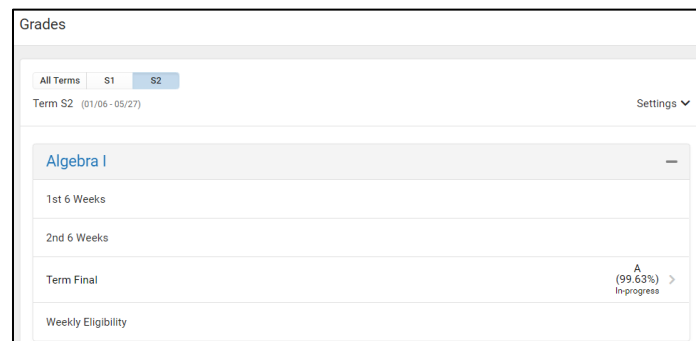 Grades
All Terms S1 S2
Term S2 (01/06 - 05/27)
Settings
Algebra I
1st 6 Weeks
2nd 6 Weeks
Term Final
A
(99.63%)
In-progress
Weekly Eligibility